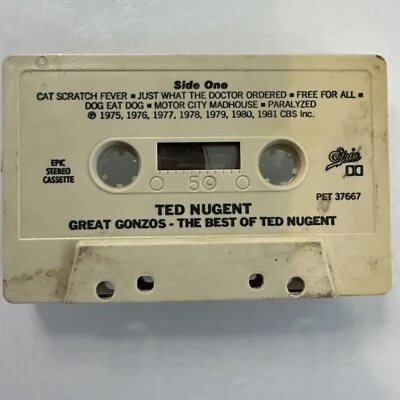 Side One
CAT SCRATCH FEVER ■ JUST WHAT THE DOCTOR ORDERED ■ FREE FOR ALL ■
DOG EAT DOG ■ MOTOR CITY MADHOUSE ■ PARALYZED
℗ 1975, 1976, 1977, 1978, 1979, 1980, 1981 CBS Inc.
EPIC
STEREO
CASSETTE
Epic
50
PET 37667
TED NUGENT
GREAT GONZOS - THE BEST OF TED NUGENT